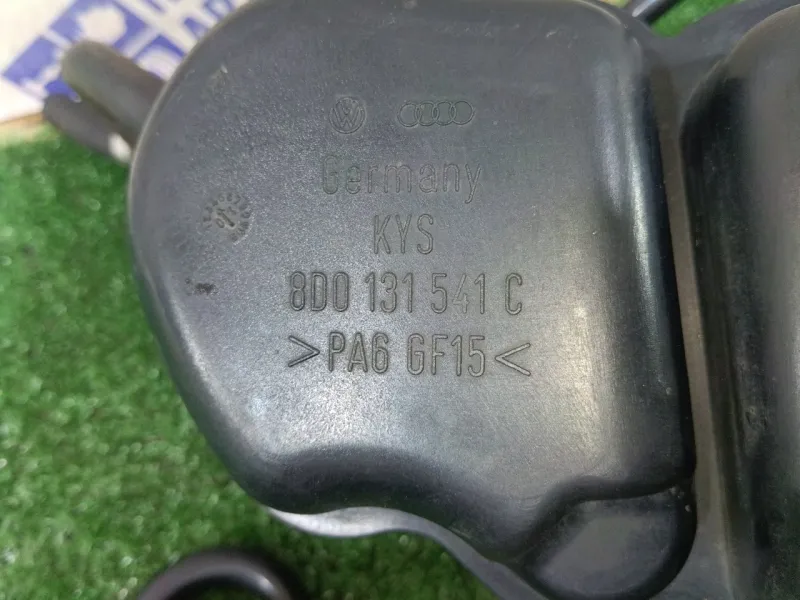 Germany
KYS
8D0 131 541 C
>PA6 GF15<